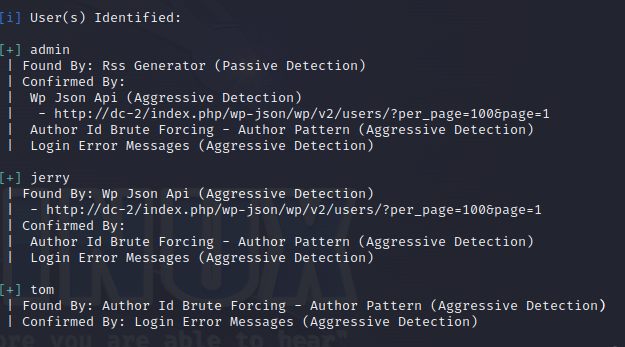 [i] User(s) Identified:
[+] admin
| Found By: Rss Generator (Passive Detection)
| Confirmed By:
|  Wp Json Api (Aggressive Detection)
|   - http://dc-2/index.php/wp-json/wp/v2/users/?per_page=100&page=1
|  Author Id Brute Forcing - Author Pattern (Aggressive Detection)
|  Login Error Messages (Aggressive Detection)
[+] jerry
| Found By: Wp Json Api (Aggressive Detection)
|  - http://dc-2/index.php/wp-json/wp/v2/users/?per_page=100&page=1
| Confirmed By:
|  Author Id Brute Forcing - Author Pattern (Aggressive Detection)
|  Login Error Messages (Aggressive Detection)
[+] tom
| Found By: Author Id Brute Forcing - Author Pattern (Aggressive Detection)
| Confirmed By: Login Error Messages (Aggressive Detection)
you are able to hear"